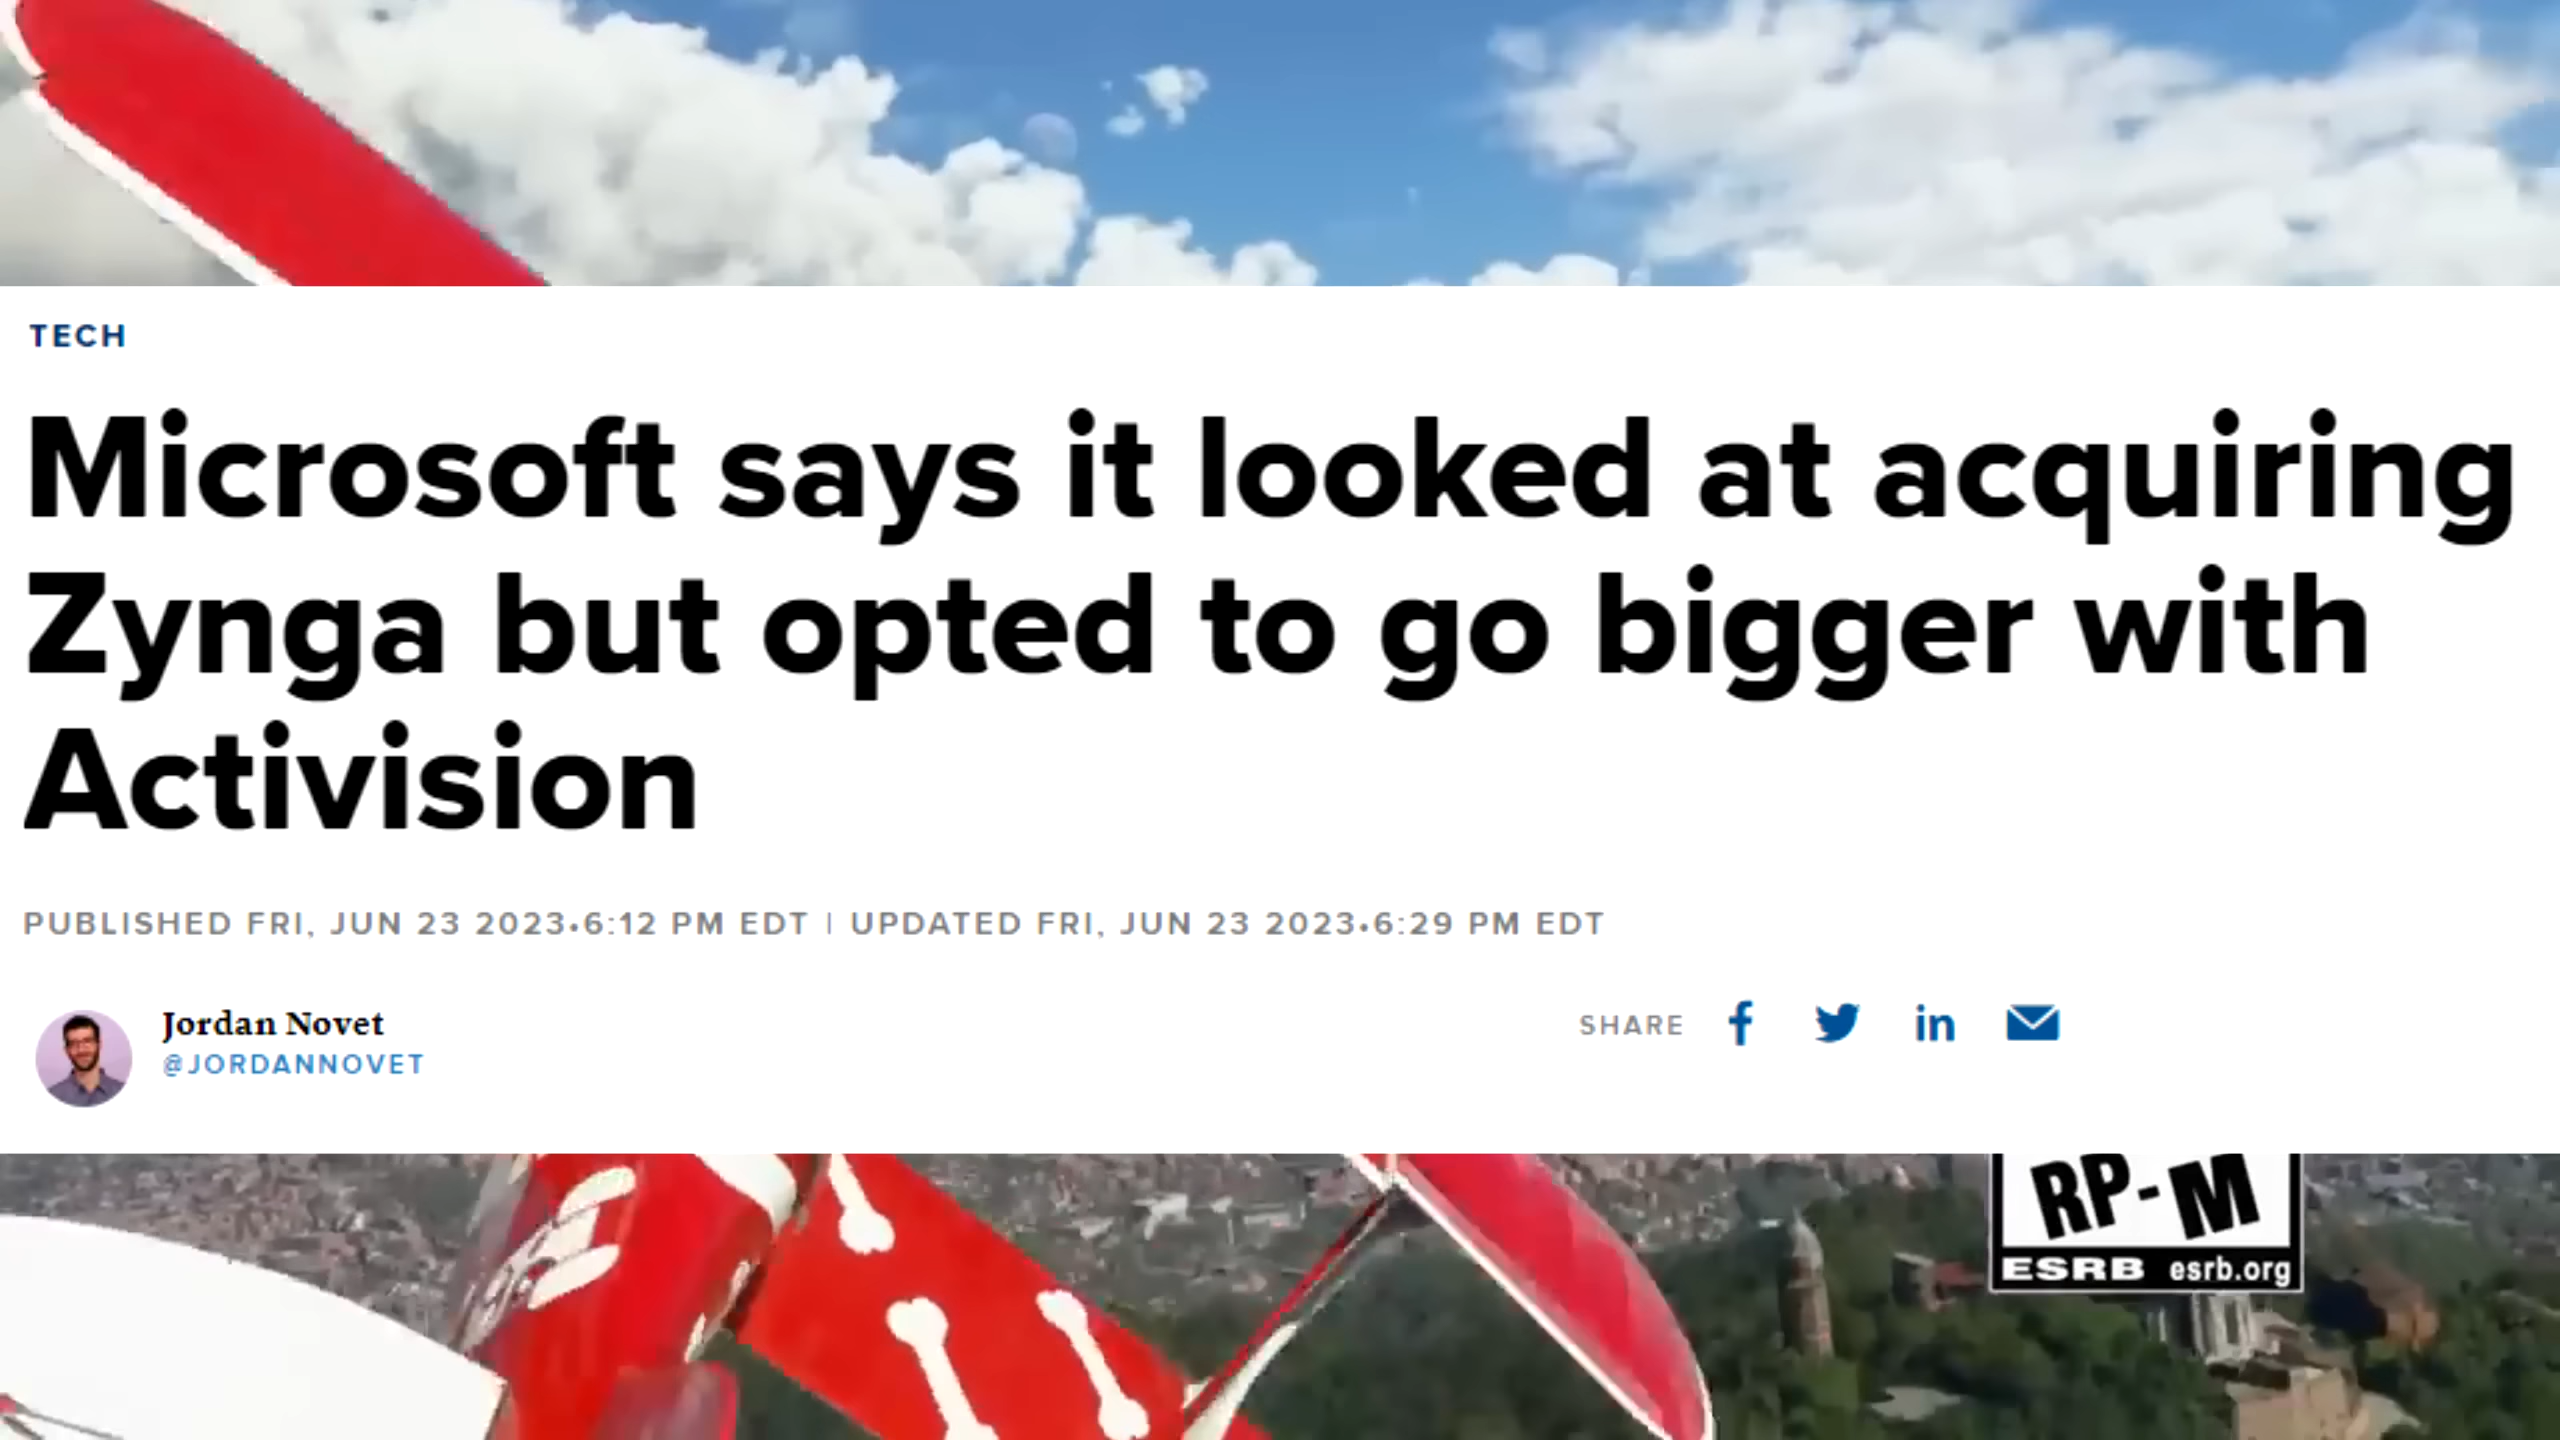 TECH
Microsoft says it looked at acquiring
Zynga but opted to go bigger with
Activision
PUBLISHED FRI, JUN 23 2023•6:12 PM EDT | UPDATED FRI, JUN 23 2023•6:29 PM EDT
Jordan Novet
@JORDANNOVET
SHARE
RP-M
ESRB esrb.org